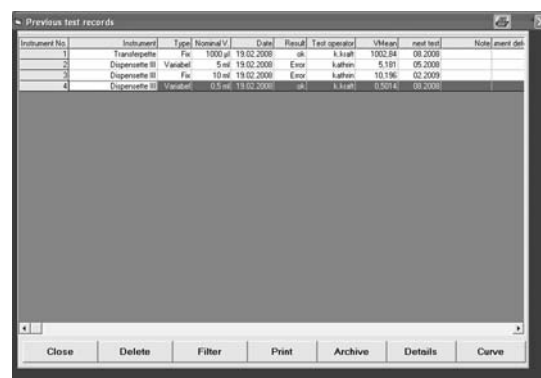 Previous test records
Instrument No. Instrument Type Nominal V. Date Result Test operator VMean next test Note ment del
1 Transferpette Fix 1000 µl 19.02.2008 ok k.kraft 1002,84 08.2008
2 Dispensette III Variabel 5 ml 19.02.2008 Error kathrin 5,181 05.2008
3 Dispensette III Fix 10 ml 19.02.2008 Error kathrin 10,196 02.2009
4 Dispensette III Variabel 0.5 ml 19.02.2008 ok k.kraft 0,5014 08.2008
Close Delete Filter Print Archive Details Curve